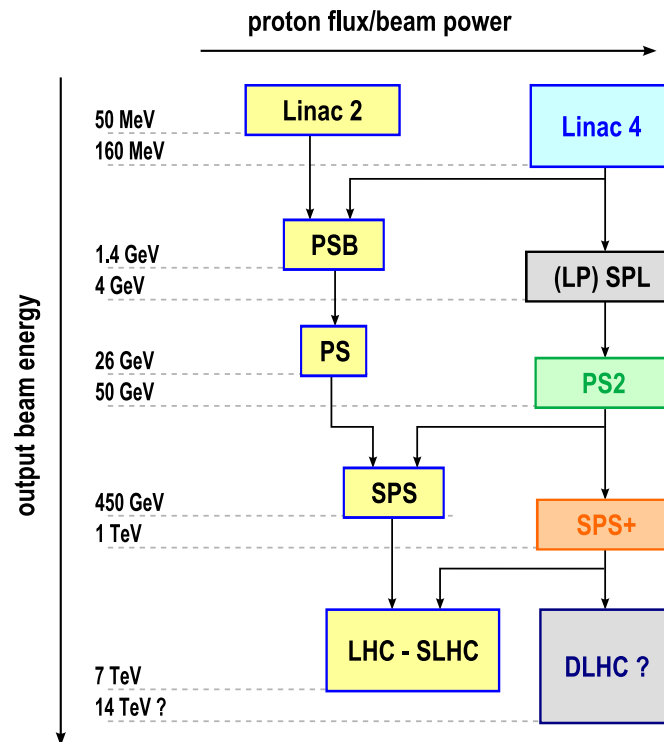 proton flux/beam power
Linac 2
Linac 4
50 MeV
160 MeV
PSB
(LP) SPL
1.4 GeV
4 GeV
PS
PS2
26 GeV
50 GeV
output beam energy
SPS
SPS+
450 GeV
1 TeV
LHC - SLHC
DLHC ?
7 TeV
14 TeV ?